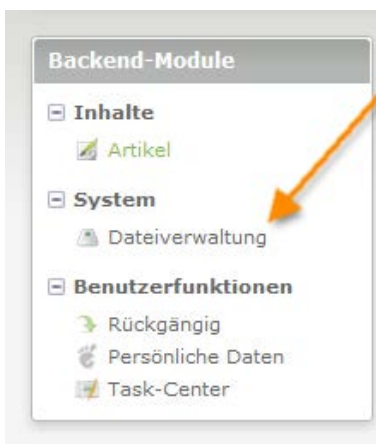 Backend-Module
Inhalte
Artikel
System
Dateiverwaltung
Benutzerfunktionen
Rückgängig
Persönliche Daten
Task-Center